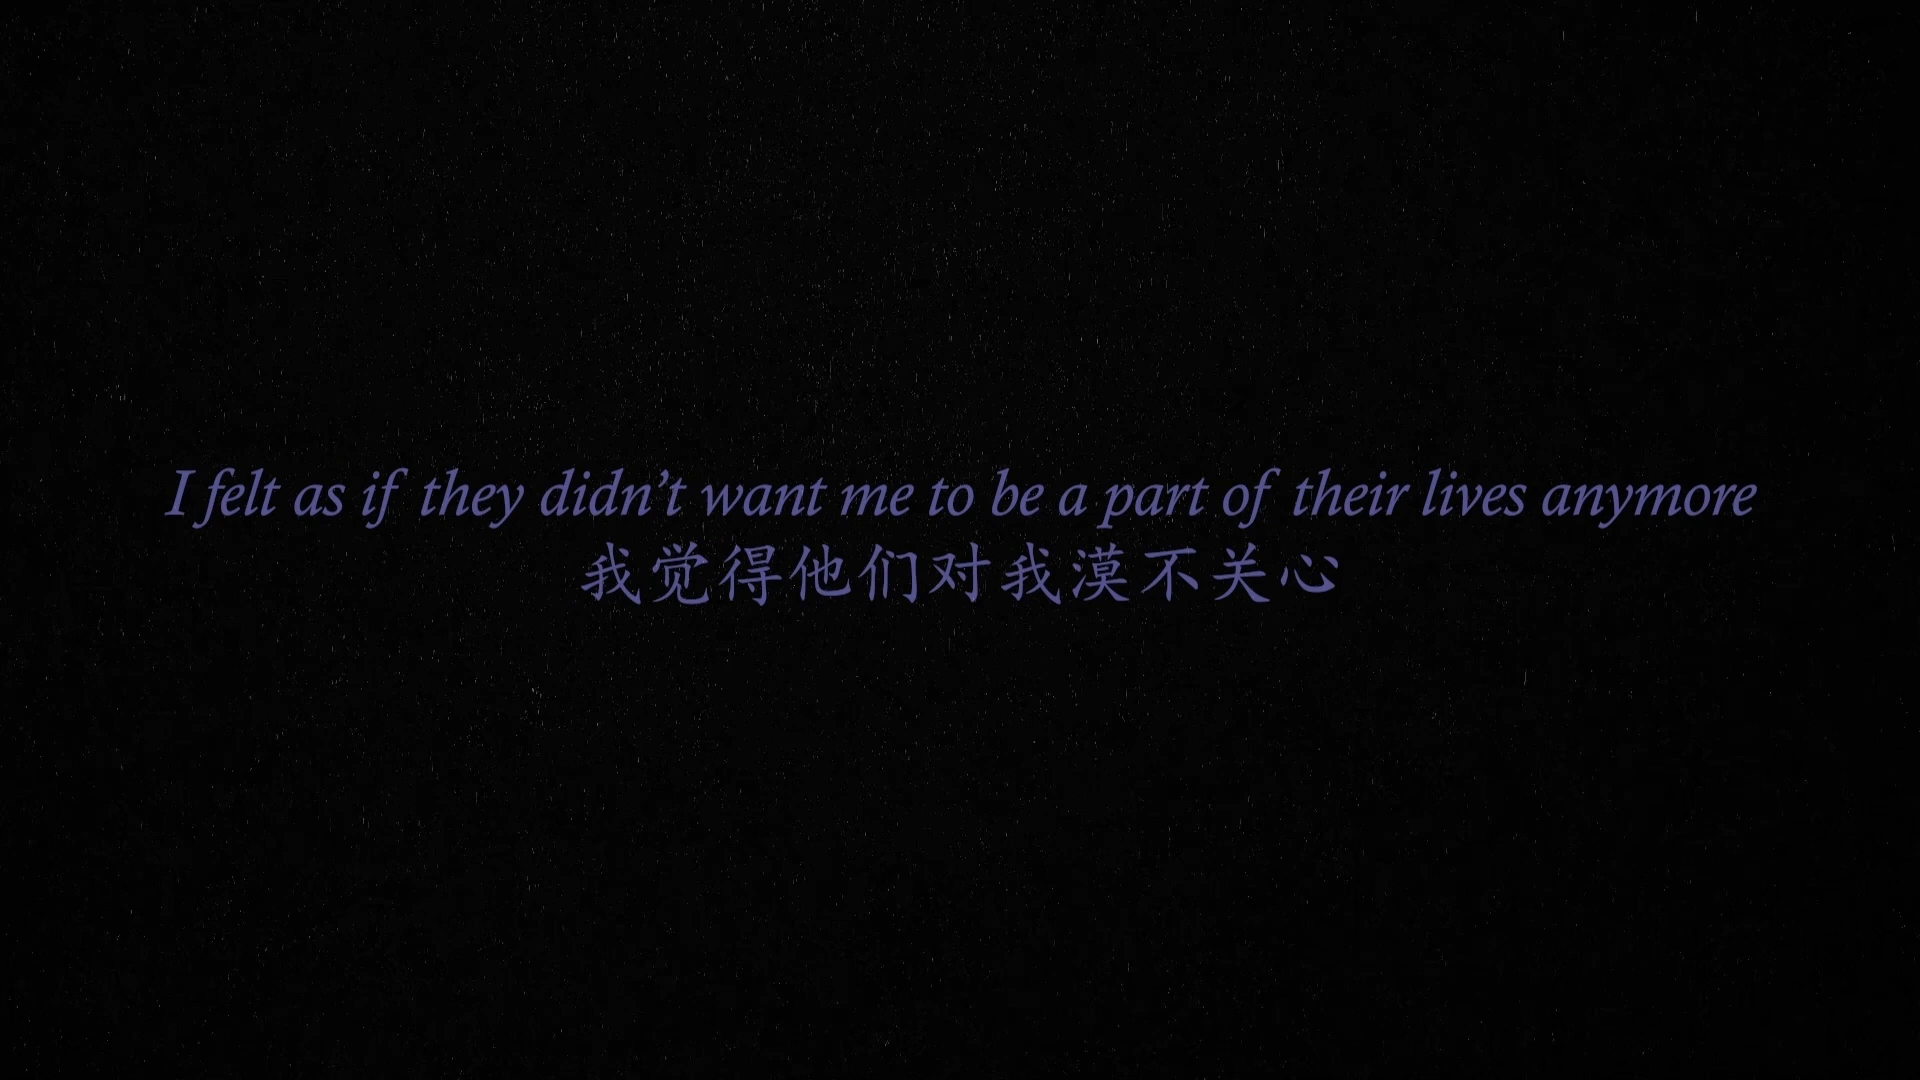 I felt as if they didn’t want me to be a part of their lives anymore
我觉得他们对我漠不关心